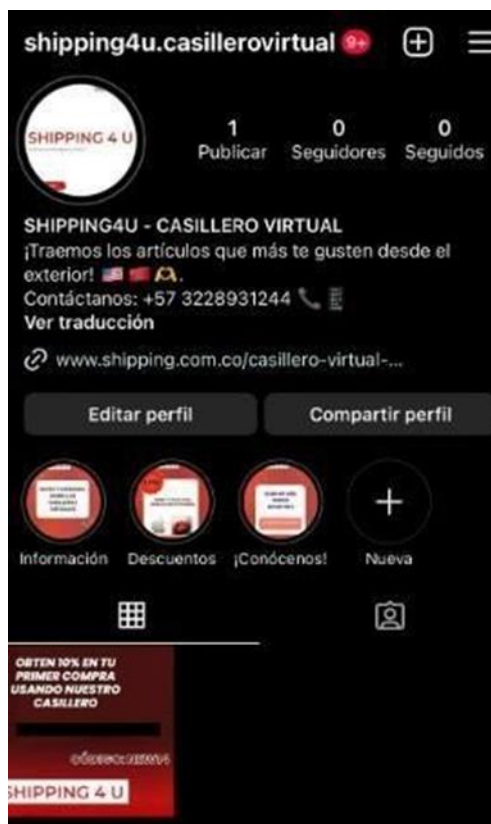 shipping4u.casillerovirtual 9+
SHIPPING 4 U
1 0 0
Publicar Seguidores Seguidos
SHIPPING4U - CASILLERO VIRTUAL
¡Traemos los artículos que más te gusten desde el
exterior! 🇺🇸 🇨🇳 🫶.
Contáctanos: +57 3228931244 📞
Ver traducción
www.shipping.com.co/casillero-virtual-...
Editar perfil Compartir perfil
Información Descuentos ¡Conócenos! Nueva
OBTEN 10% EN TU
PRIMER COMPRA
USANDO NUESTRO
CASILLERO
CÓDIGO:
SHIPPING 4 U